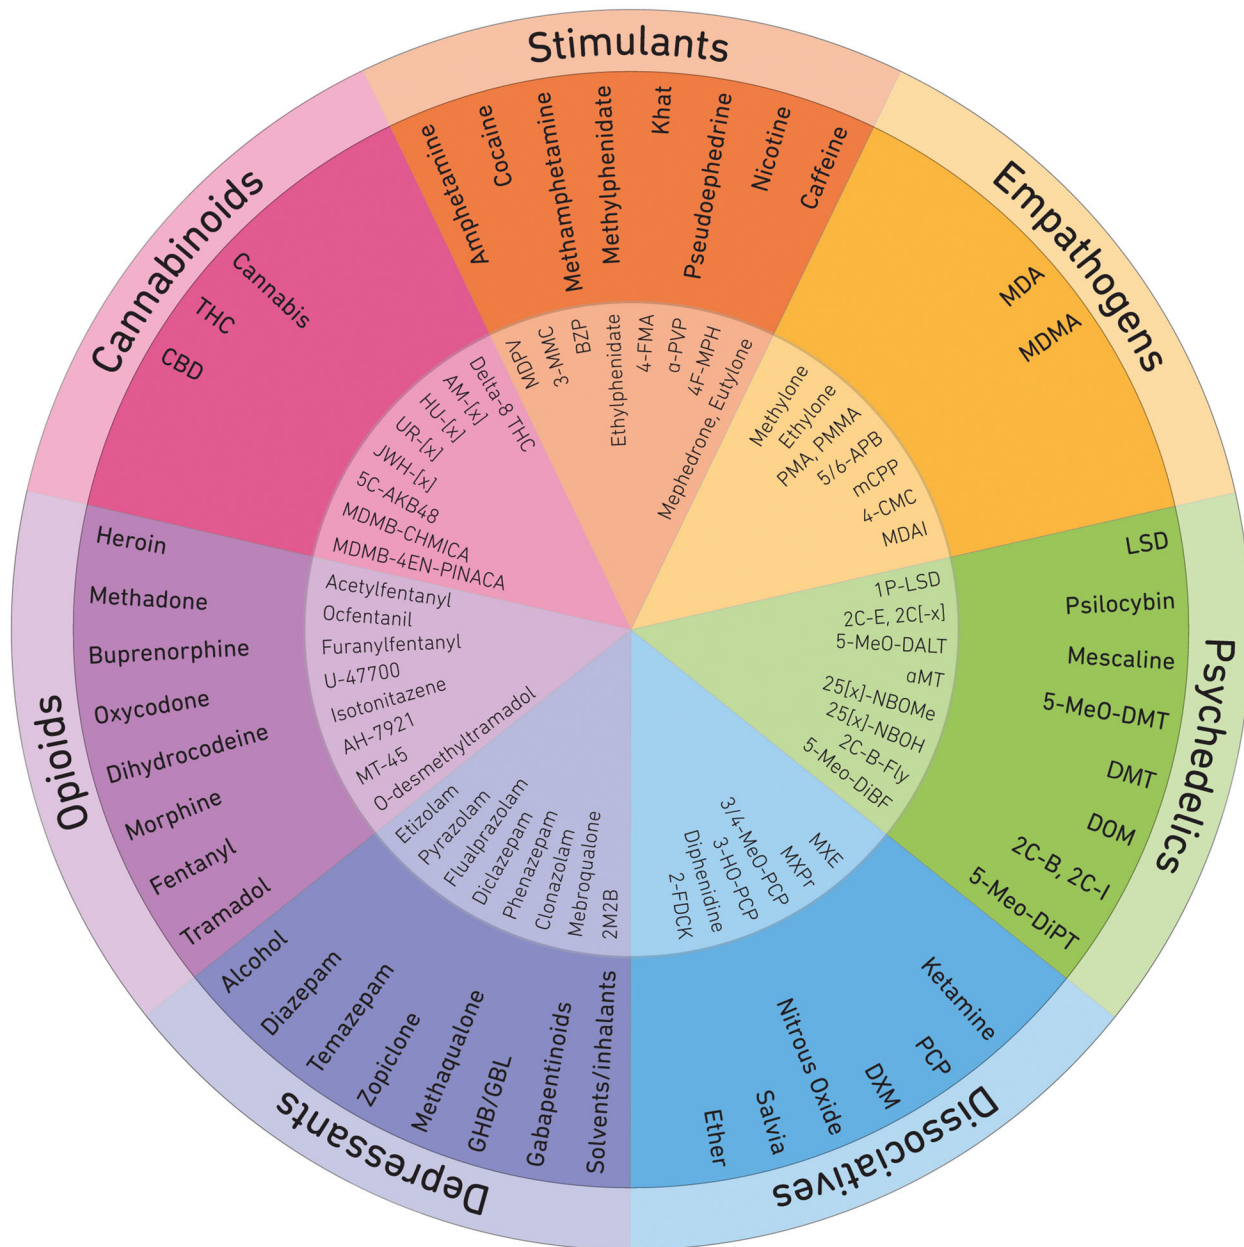 Stimulants
Amphetamine
Cocaine
Methamphetamine
Methylphenidate
Khat
Pseudoephedrine
Nicotine
Caffeine
MDPV
3-MMC
BZP
Ethylphenidate
4-FMA
α-PVP
4F-MPH
Mephedrone, Eutylone
Empathogens
MDA
MDMA
Methylone
Ethylone
PMA, PMMA
5/6-APB
mCPP
4-CMC
MDAI
Psychedelics
LSD
Psilocybin
Mescaline
5-MeO-DMT
DMT
DOM
2C-B, 2C-I
5-Meo-DiPT
1P-LSD
2C-E, 2C[-x]
5-MeO-DALT
αMT
25[x]-NBOMe
25[x]-NBOH
2C-B-Fly
5-Meo-DiBF
Dissociatives
Ketamine
PCP
DXM
Nitrous Oxide
Salvia
Ether
MXE
MXPr
3/4-MeO-PCP
3-HO-PCP
Diphenidine
2-FDCK
Depressants
Alcohol
Diazepam
Temazepam
Zopiclone
Methaqualone
GHB/GBL
Gabapentinoids
Solvents/inhalants
Etizolam
Pyrazolam
Flualprazolam
Diclazepam
Phenazepam
Clonazolam
Mebroqualone
2M2B
Opioids
Heroin
Methadone
Buprenorphine
Oxycodone
Dihydrocodeine
Morphine
Fentanyl
Tramadol
Acetylfentanyl
Ocfentanil
Furanylfentanyl
U-47700
Isotonitazene
AH-7921
MT-45
O-desmethyltramadol
Cannabinoids
Cannabis
THC
CBD
Delta-8 THC
AM-[x]
HU-[x]
UR-[x]
JWH-[x]
5C-AKB48
MDMB-CHMICA
MDMB-4EN-PINACA